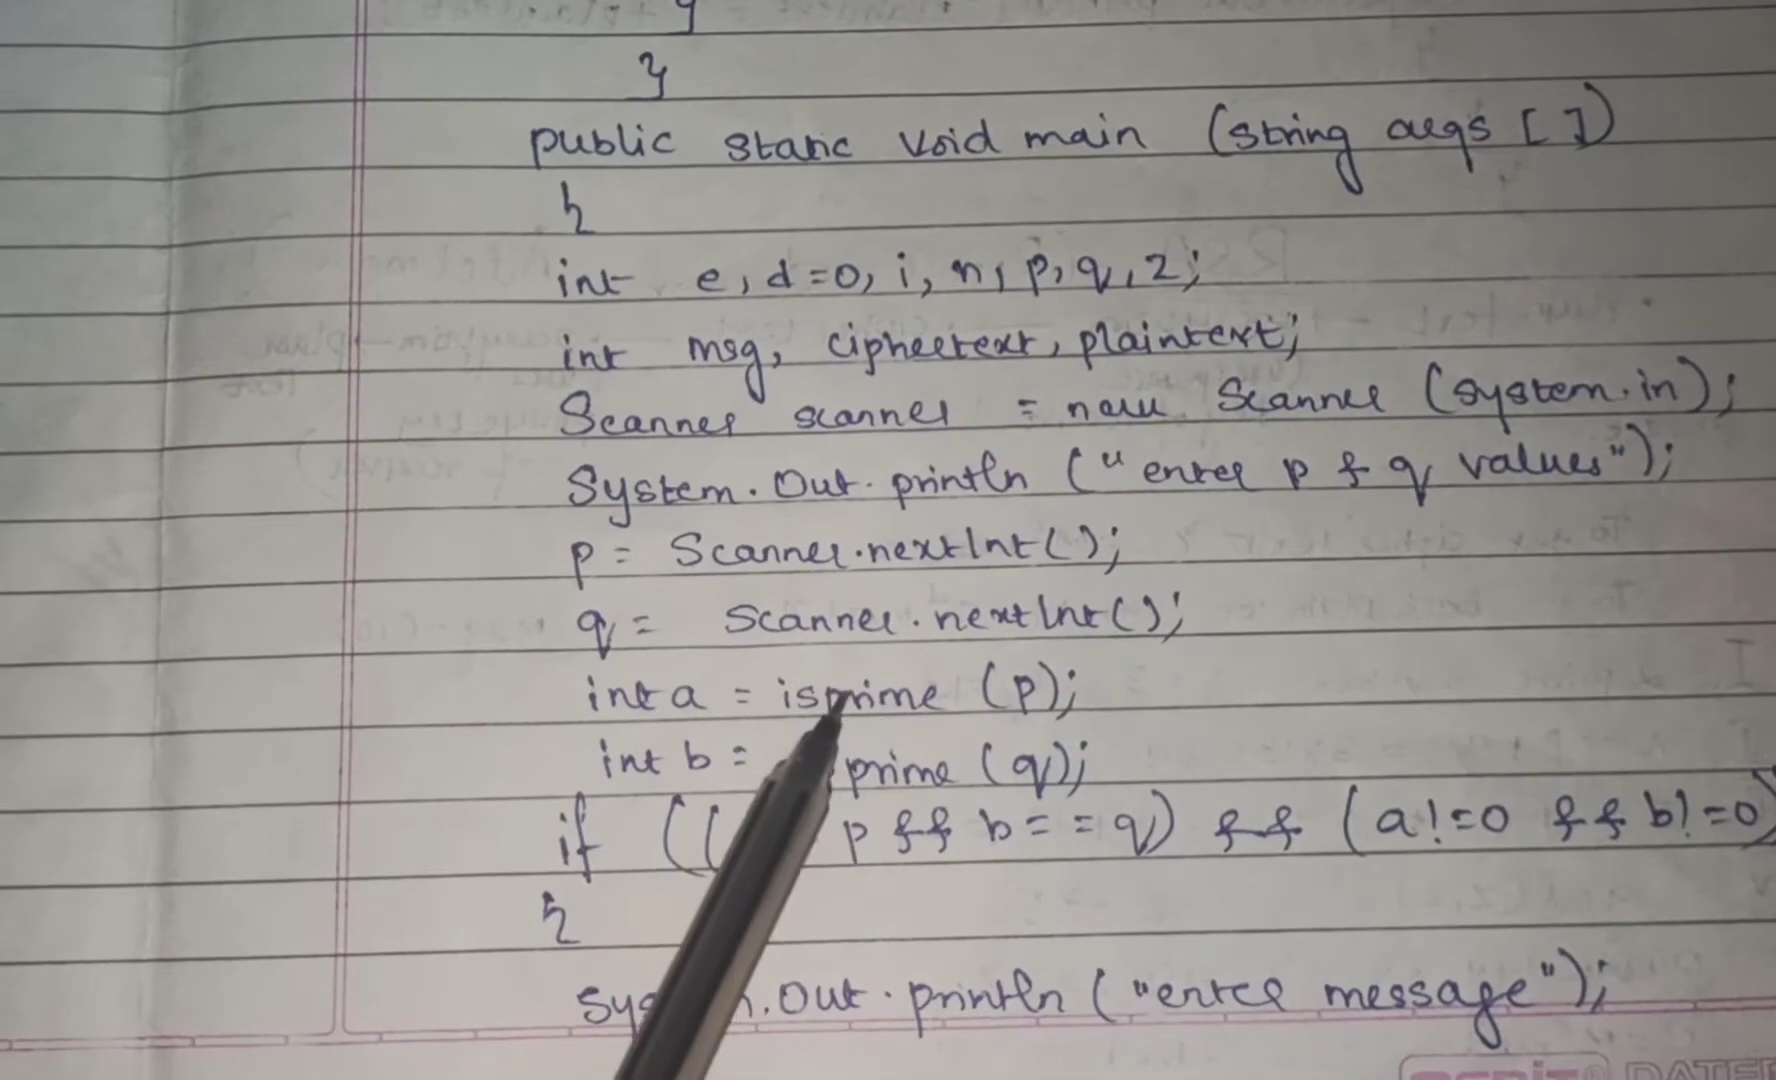 }
public static void main (string args [ ])
{
int e, d=0, i, n, p, q, z;
int msg, ciphertext, plaintext;
Scanner scanner = new Scanner (system.in);
System.Out.println ("enter p & q values");
p = Scanner.nextInt();
q = Scanner.nextInt();
int a = isprime (p);
int b = prime (q);
if (( p && b==q) && (a!=0 && b!=0)
{
.Out.println ("enter message");